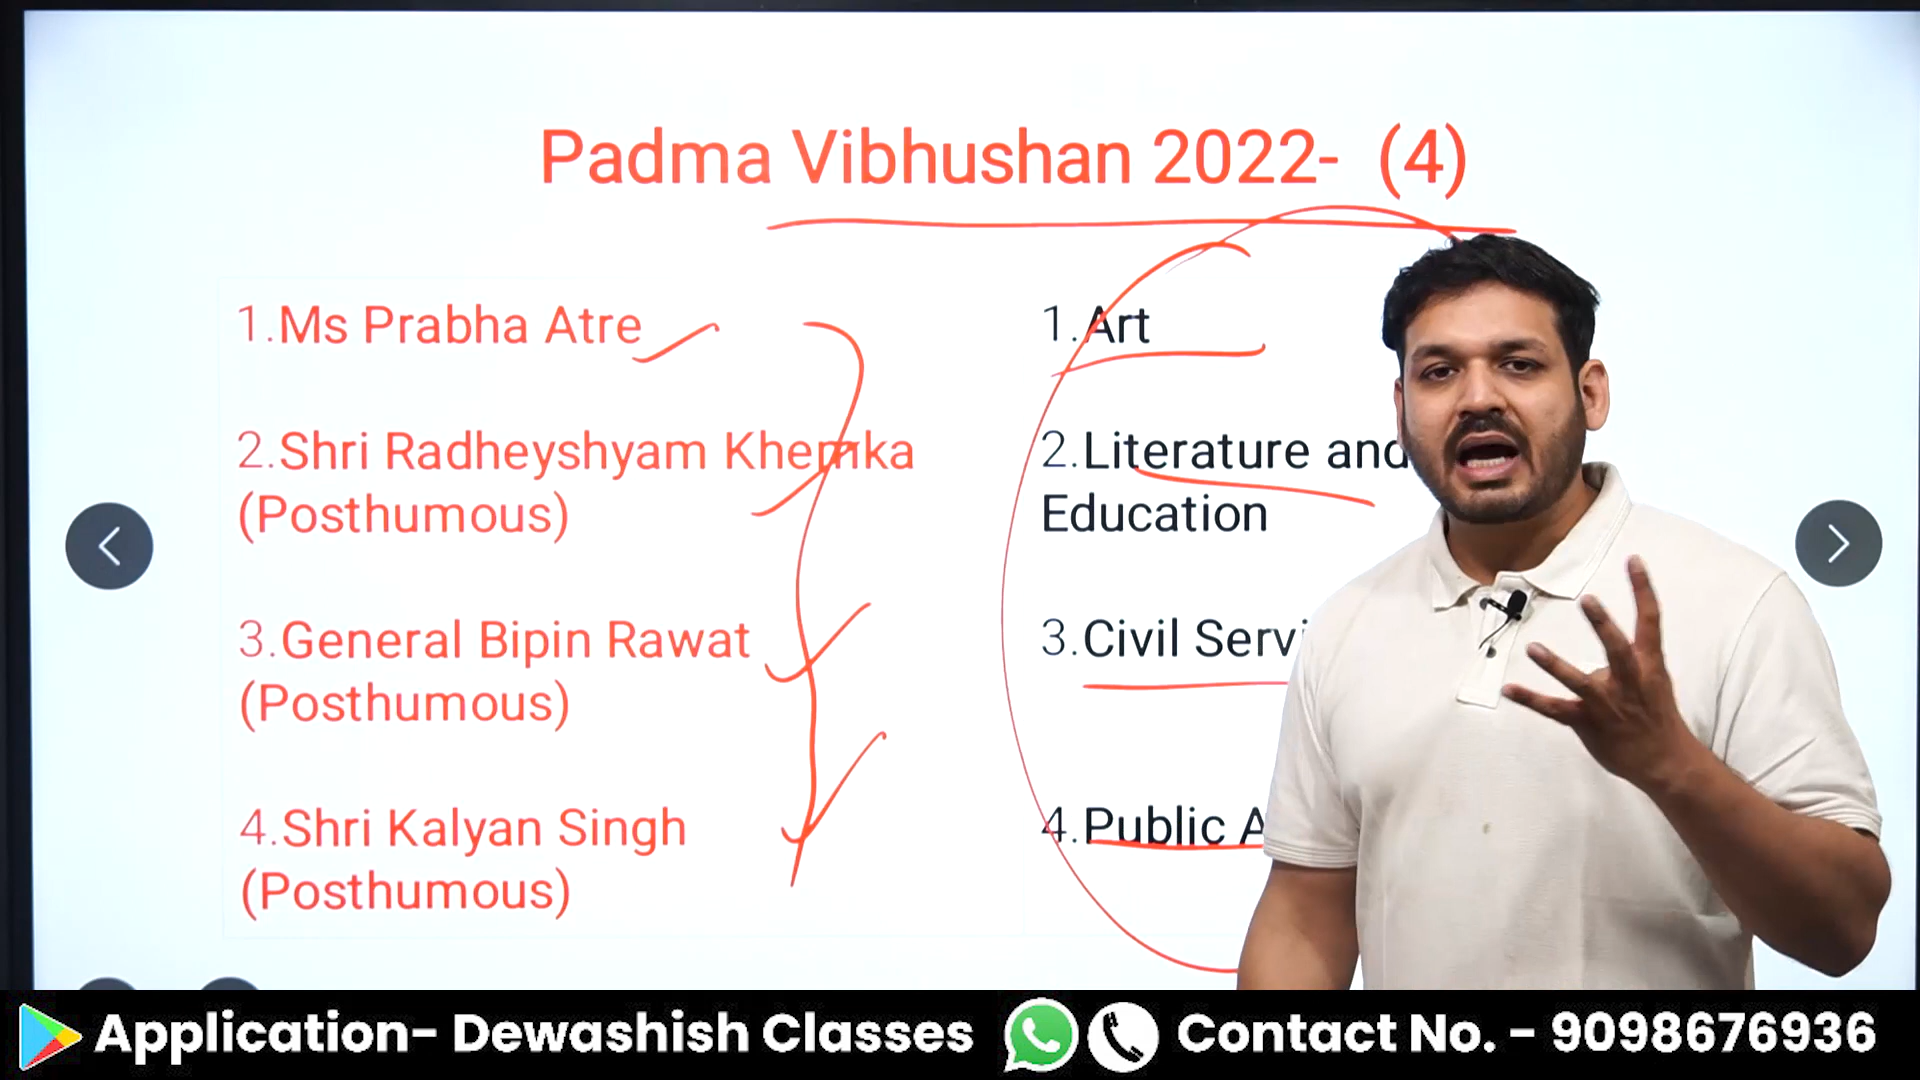 Padma Vibhushan 2022- (4)
1.Ms Prabha Atre
2.Shri Radheyshyam Khemka
(Posthumous)
3.General Bipin Rawat
(Posthumous)
4.Shri Kalyan Singh
(Posthumous)
1.Art
2.Literature and
Education
3.Civil
4.Public
Application- Dewashish Classes
Contact No. - 9098676936